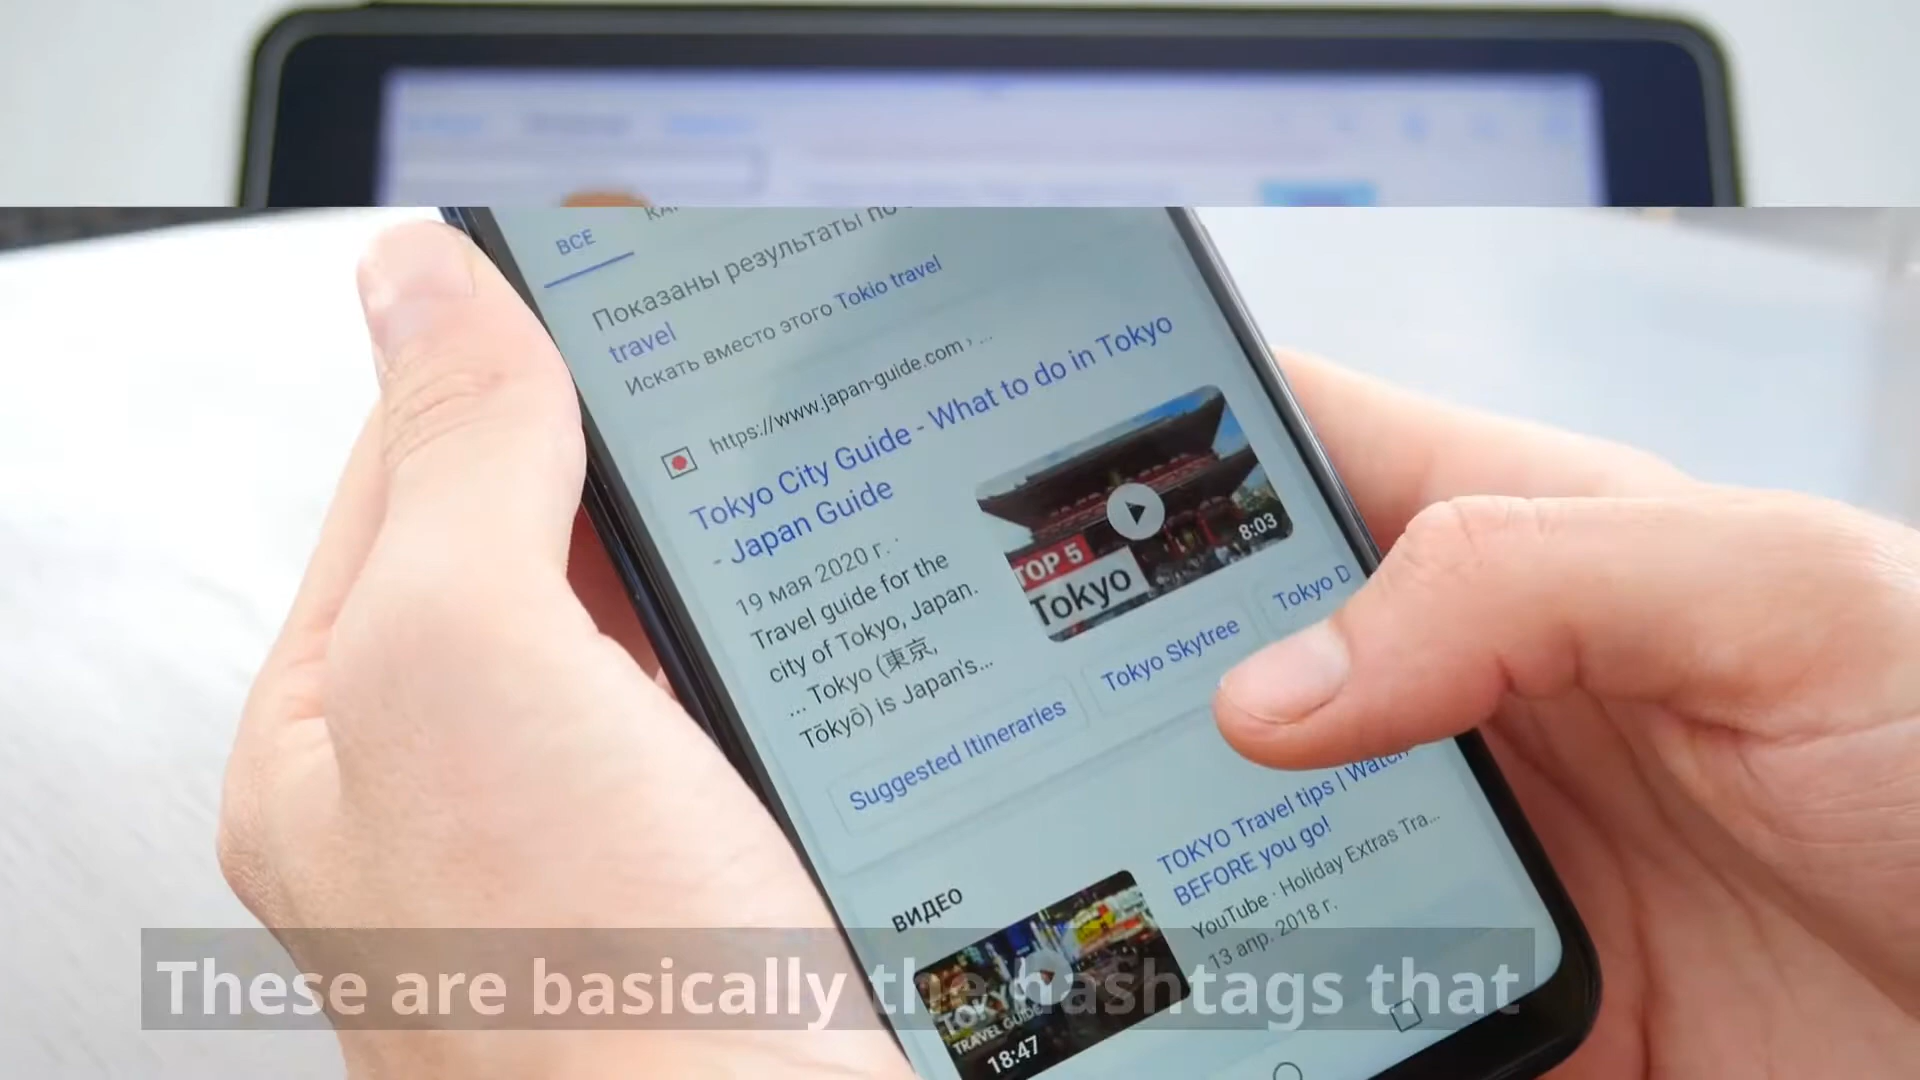 ВСЕ
Показаны результаты по
travel
Искать вместо этого Tokio travel
https://www.japan-guide.com › ...
Tokyo City Guide - What to do in Tokyo
- Japan Guide
19 мая 2020 г. ·
Travel guide for the
city of Tokyo, Japan.
... Tokyo (東京,
Tōkyō) is Japan's...
TOP 5
Tokyo
8:03
Suggested Itineraries
Tokyo Skytree
Tokyo D
ВИДЕО
TOKYO Travel tips | Watch
BEFORE you go!
YouTube · Holiday Extras Tra...
13 апр. 2018 г.
TRAVEL GUIDE
18:47
These are basically the hashtags that